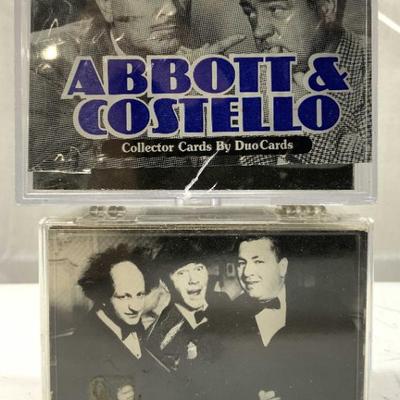 ABBOTT &
COSTELLO
Collector Cards By DuoCards